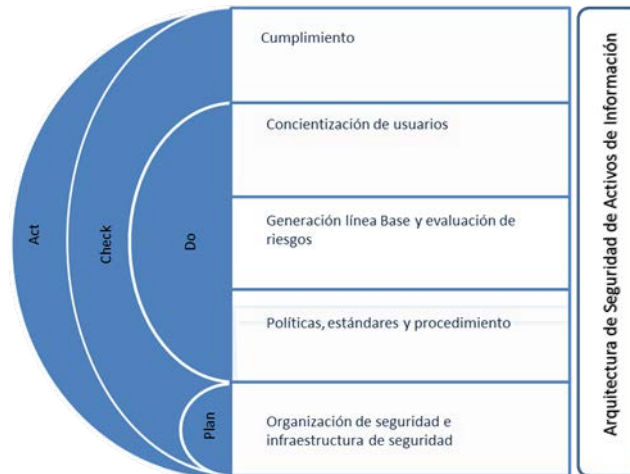 Cumplimiento
Concientización de usuarios
Generación línea Base y evaluación de
riesgos
Políticas, estándares y procedimiento
Organización de seguridad e
infraestructura de seguridad
Act
Check
Do
Plan
Arquitectura de Seguridad de Activos de Información